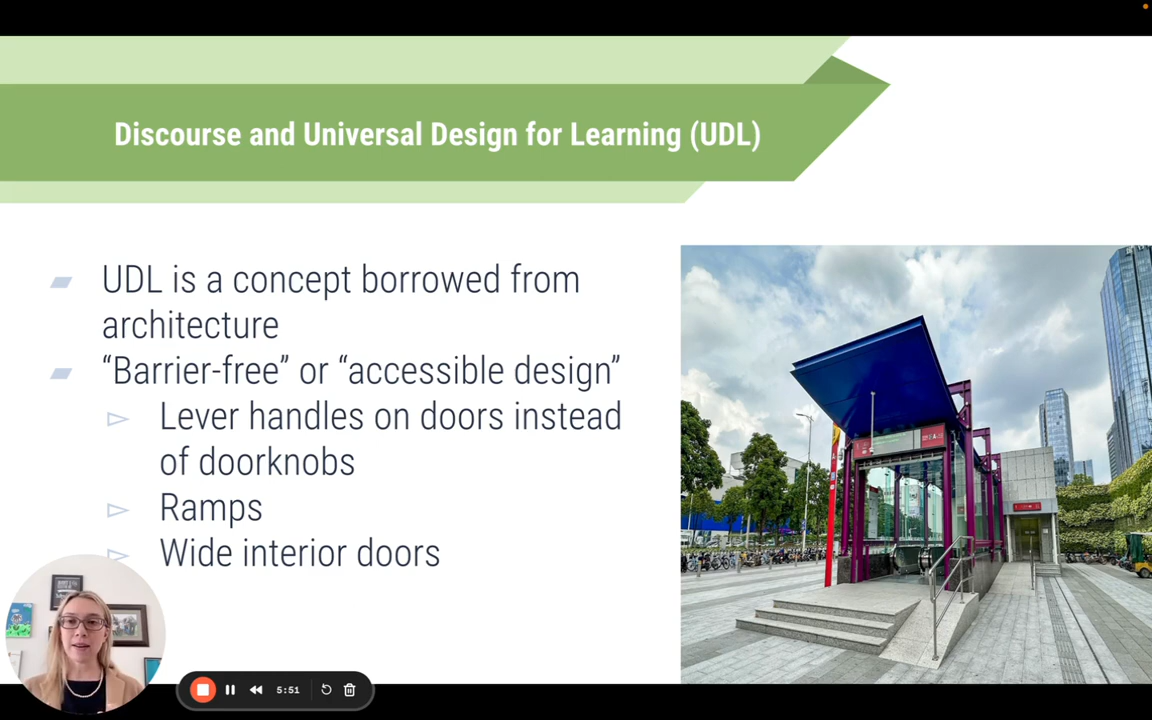 Discourse and Universal Design for Learning (UDL)
UDL is a concept borrowed from
architecture
“Barrier-free” or “accessible design”
Lever handles on doors instead
of doorknobs
Ramps
Wide interior doors
5:51